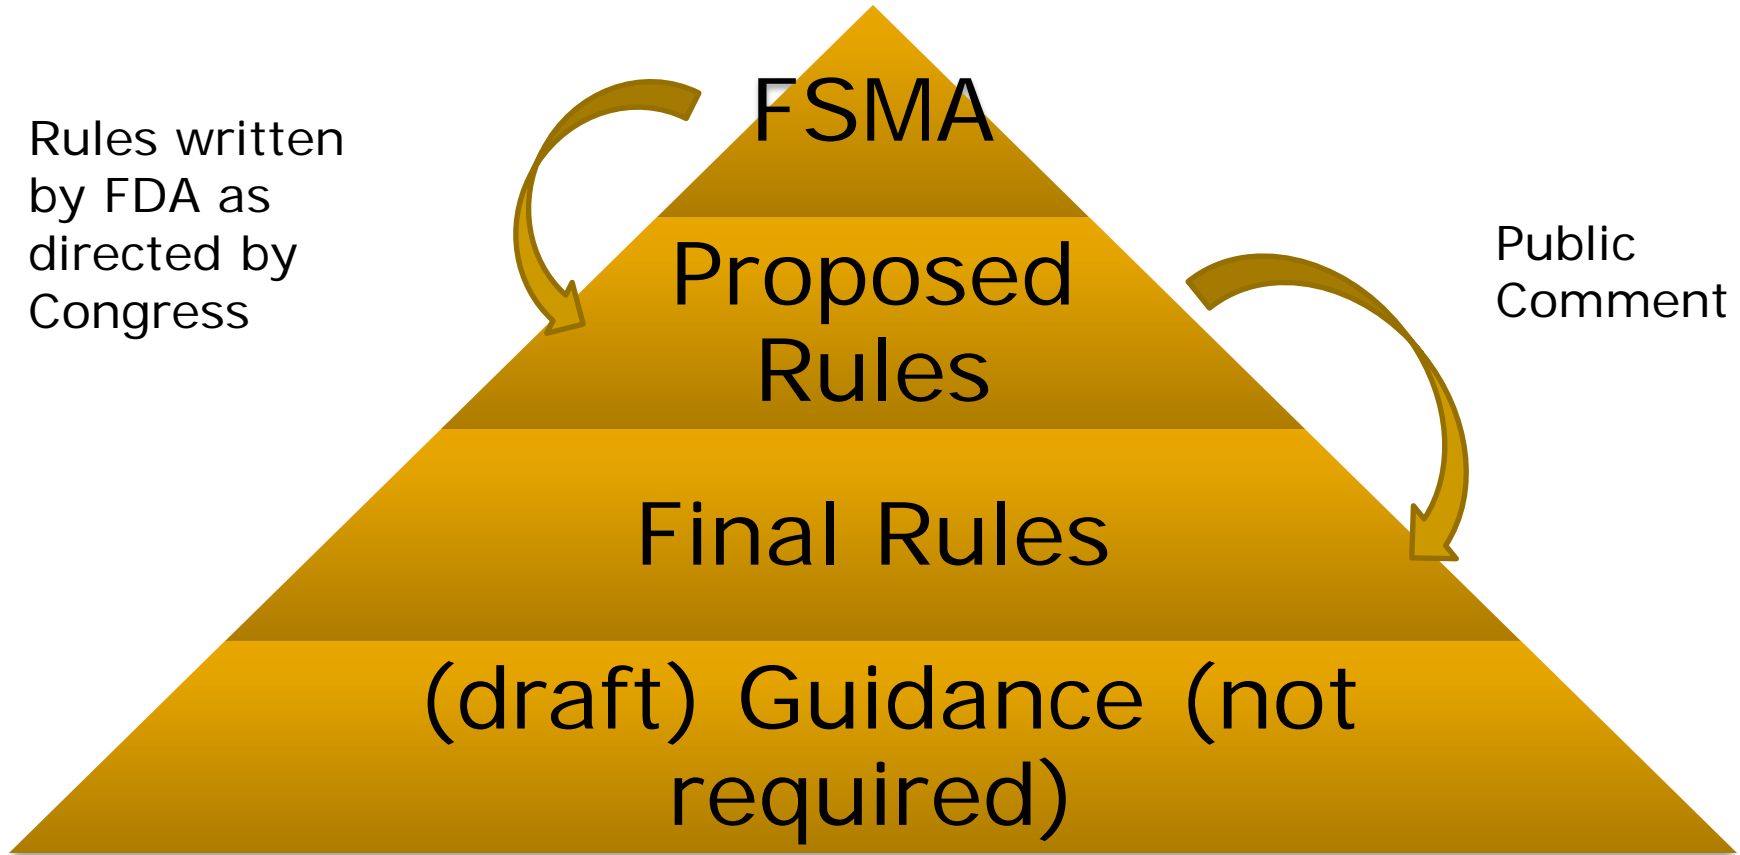 FSMA
Rules written
by FDA as
directed by
Congress
Proposed
Rules
Public
Comment
Final Rules
(draft) Guidance (not
required)